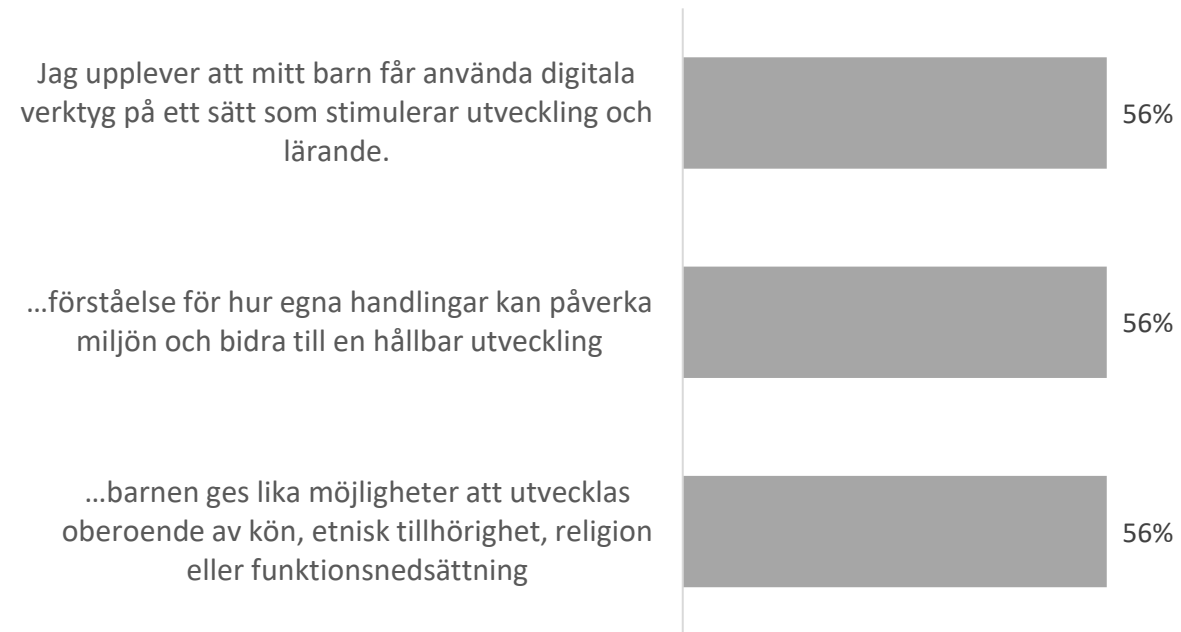 Jag upplever att mitt barn får använda digitala
verktyg på ett sätt som stimulerar utveckling och
lärande.
56%
...förståelse för hur egna handlingar kan påverka
miljön och bidra till en hållbar utveckling
56%
...barnen ges lika möjligheter att utvecklas
oberoende av kön, etnisk tillhörighet, religion
eller funktionsnedsättning
56%